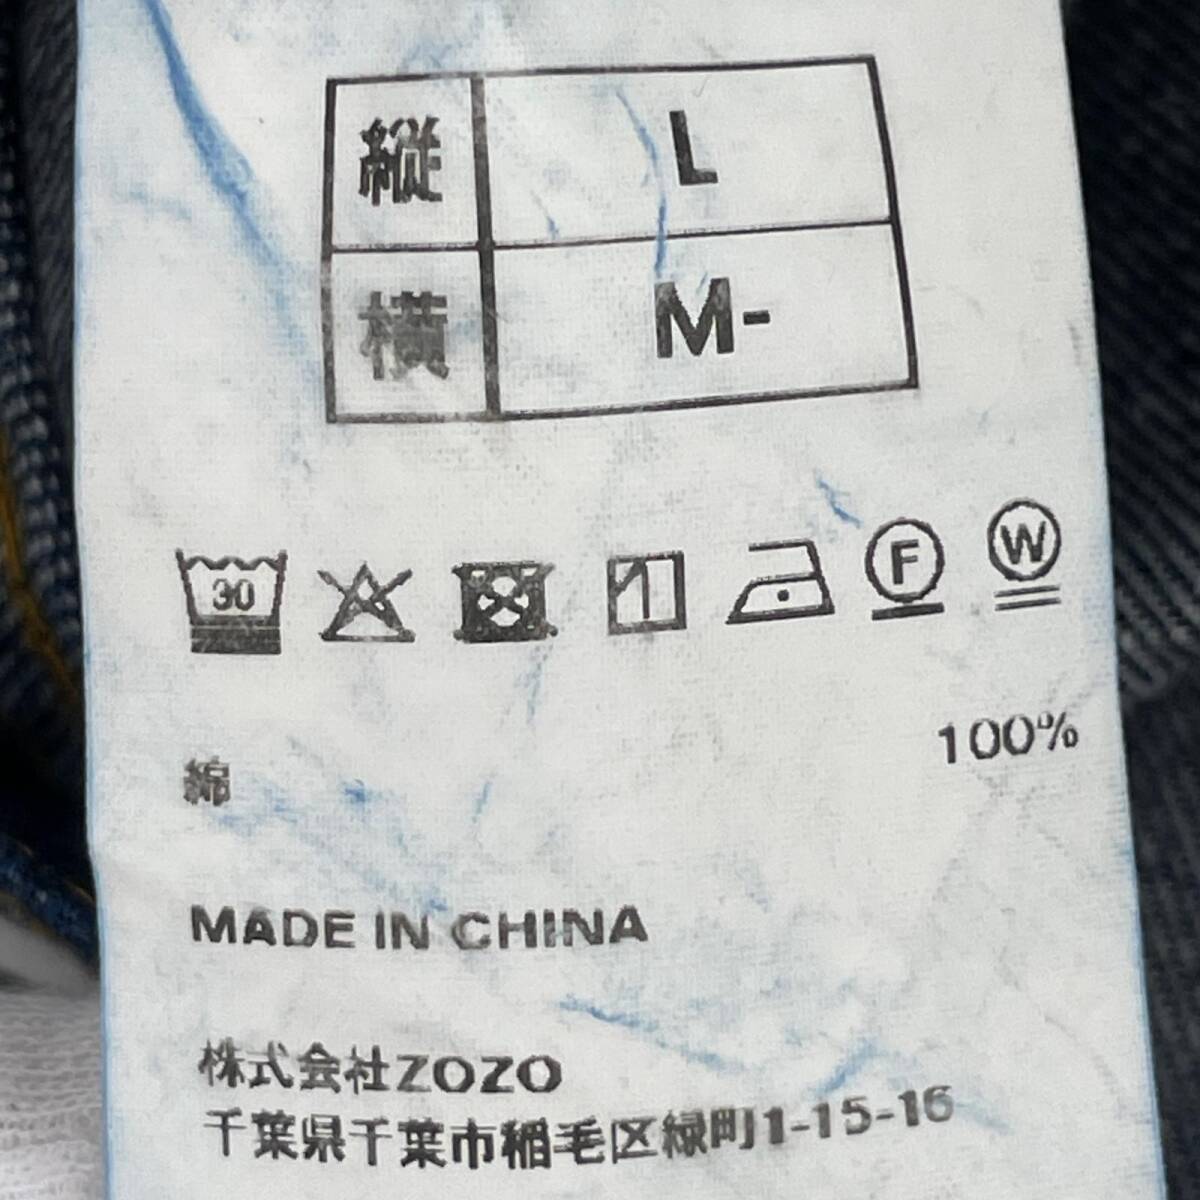 縦 L
横 M-
30 F W
100%
綿
MADE IN CHINA
株式会社ZOZO
千葉県千葉市稲毛区緑町1-15-16